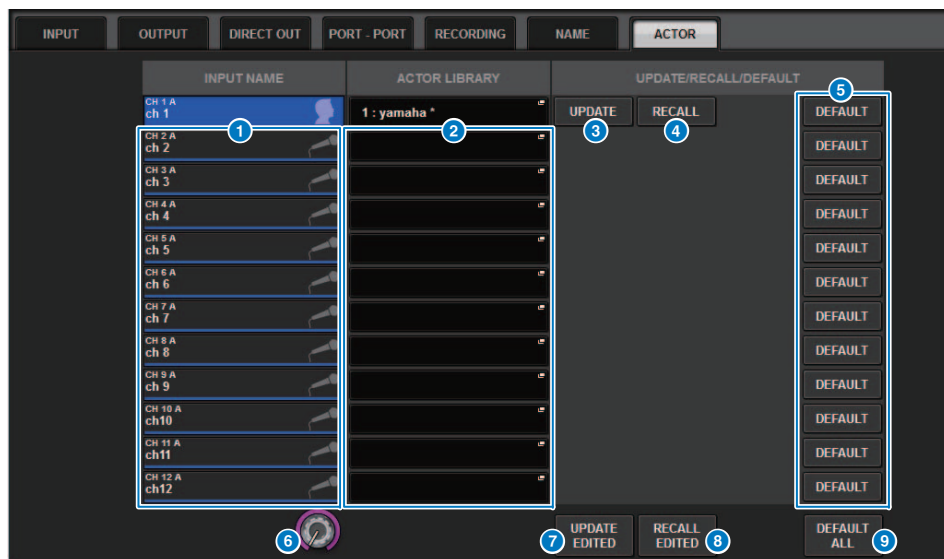 INPUT OUTPUT DIRECT OUT PORT - PORT RECORDING NAME ACTOR
INPUT NAME ACTOR LIBRARY UPDATE/RECALL/DEFAULT
5
CH 1 A
ch 1 1 : yamaha * UPDATE RECALL DEFAULT
1 2 3 4
CH 2 A
ch 2 DEFAULT
CH 3 A
ch 3 DEFAULT
CH 4 A
ch 4 DEFAULT
CH 5 A
ch 5 DEFAULT
CH 6 A
ch 6 DEFAULT
CH 7 A
ch 7 DEFAULT
CH 8 A
ch 8 DEFAULT
CH 9 A
ch 9 DEFAULT
CH 10 A
ch10 DEFAULT
CH 11 A
ch11 DEFAULT
CH 12 A
ch12 DEFAULT
6 7 UPDATE EDITED RECALL EDITED 8 DEFAULT ALL 9